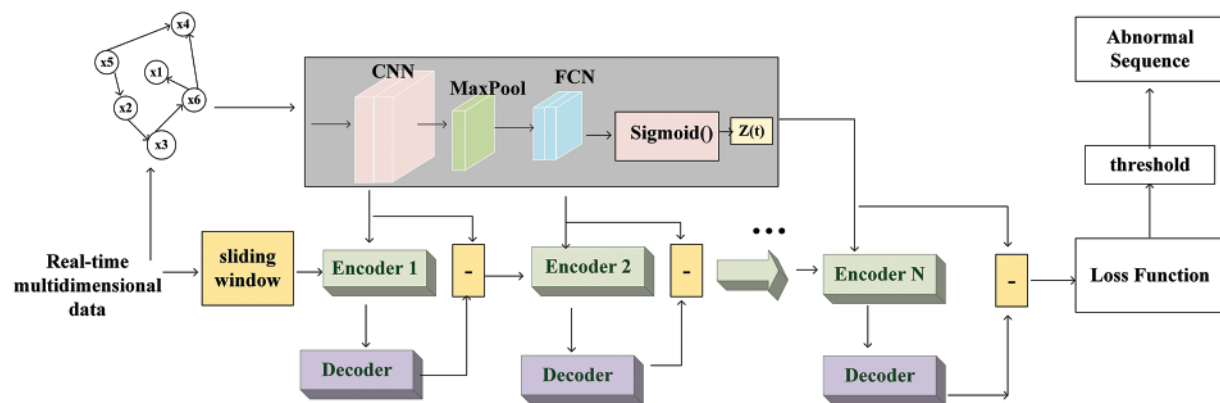 x4
x5
x1
x2
x6
x3
CNN
MaxPool
FCN
Sigmoid()
Z(t)
Abnormal
Sequence
threshold
Real-time
multidimensional
data
sliding
window
Encoder 1
-
Encoder 2
-
...
Encoder N
-
Loss Function
Decoder
Decoder
Decoder